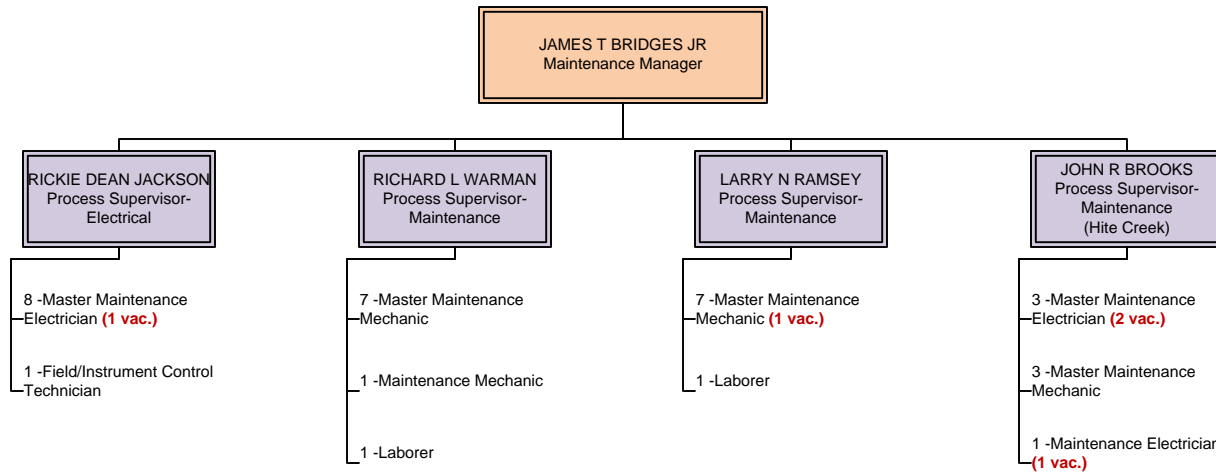 JAMES T BRIDGES JR
Maintenance Manager
RICKIE DEAN JACKSON
Process Supervisor-
Electrical
8 -Master Maintenance
Electrician (1 vac.)
1 -Field/Instrument Control
Technician
RICHARD L WARMAN
Process Supervisor-
Maintenance
7 -Master Maintenance
Mechanic
1 -Maintenance Mechanic
1 -Laborer
LARRY N RAMSEY
Process Supervisor-
Maintenance
7 -Master Maintenance
Mechanic (1 vac.)
1 -Laborer
JOHN R BROOKS
Process Supervisor-
Maintenance
(Hite Creek)
3 -Master Maintenance
Electrician (2 vac.)
3 -Master Maintenance
Mechanic
1 -Maintenance Electrician
(1 vac.)